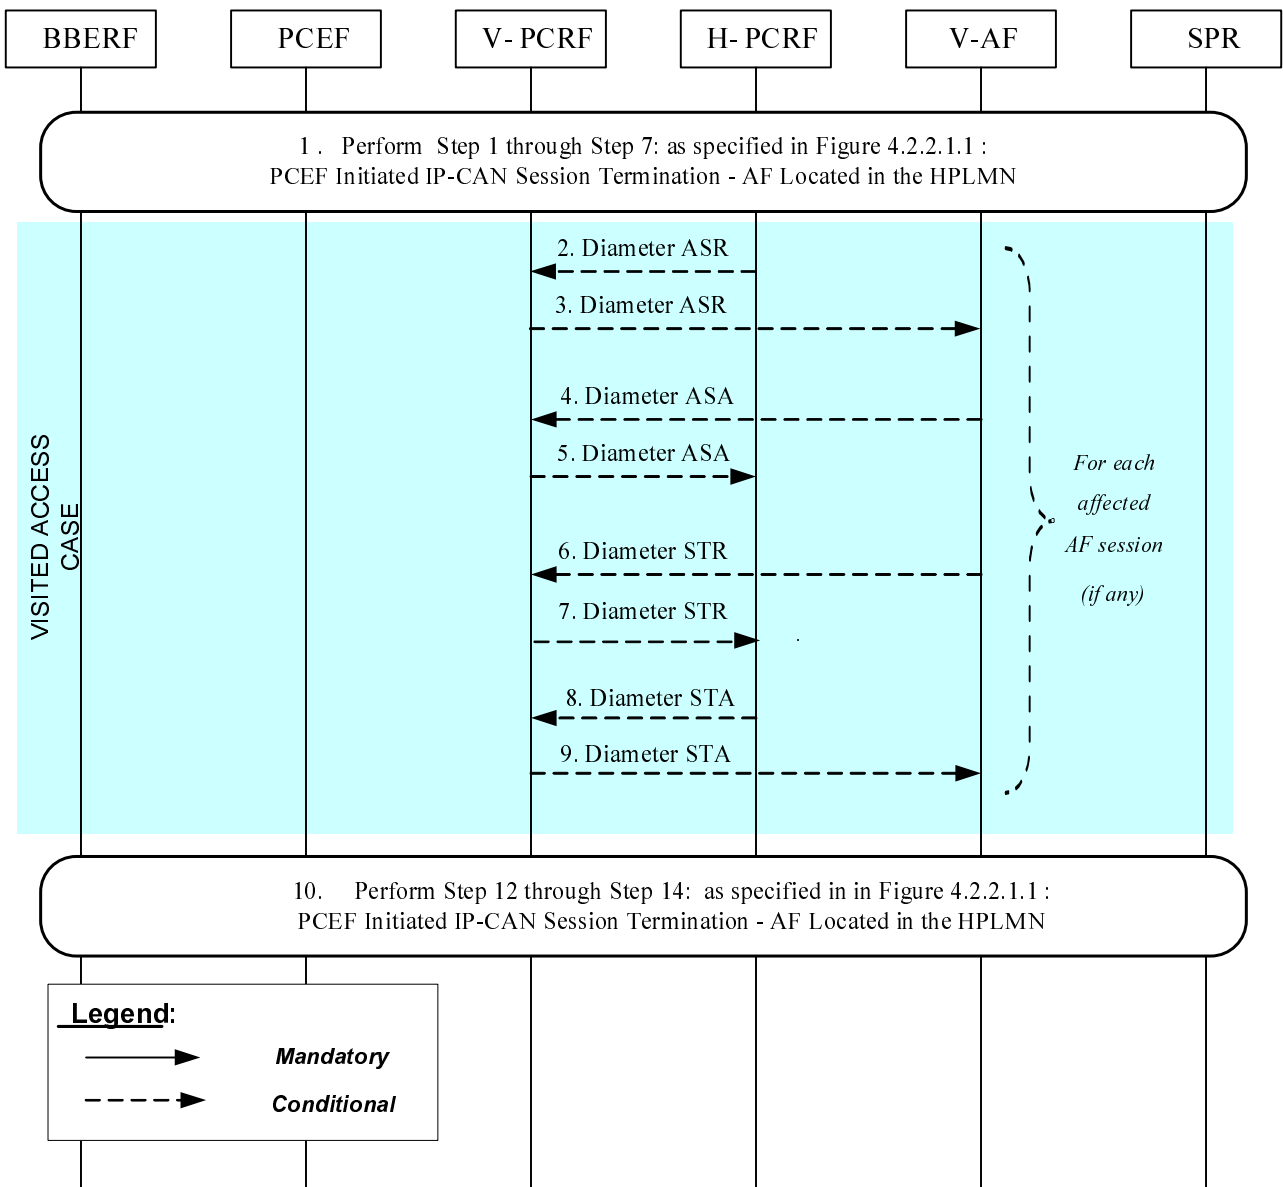 BBERF
PCEF
V- PCRF
H- PCRF
V-AF
SPR
1 . Perform Step 1 through Step 7: as specified in Figure 4.2.2.1.1 :
PCEF Initiated IP-CAN Session Termination - AF Located in the HPLMN
2. Diameter ASR
3. Diameter ASR
4. Diameter ASA
5. Diameter ASA
6. Diameter STR
7. Diameter STR
8. Diameter STA
9. Diameter STA
VISITED ACCESS
CASE
For each
affected
AF session
(if any)
10. Perform Step 12 through Step 14: as specified in in Figure 4.2.2.1.1 :
PCEF Initiated IP-CAN Session Termination - AF Located in the HPLMN
Legend:
Mandatory
Conditional